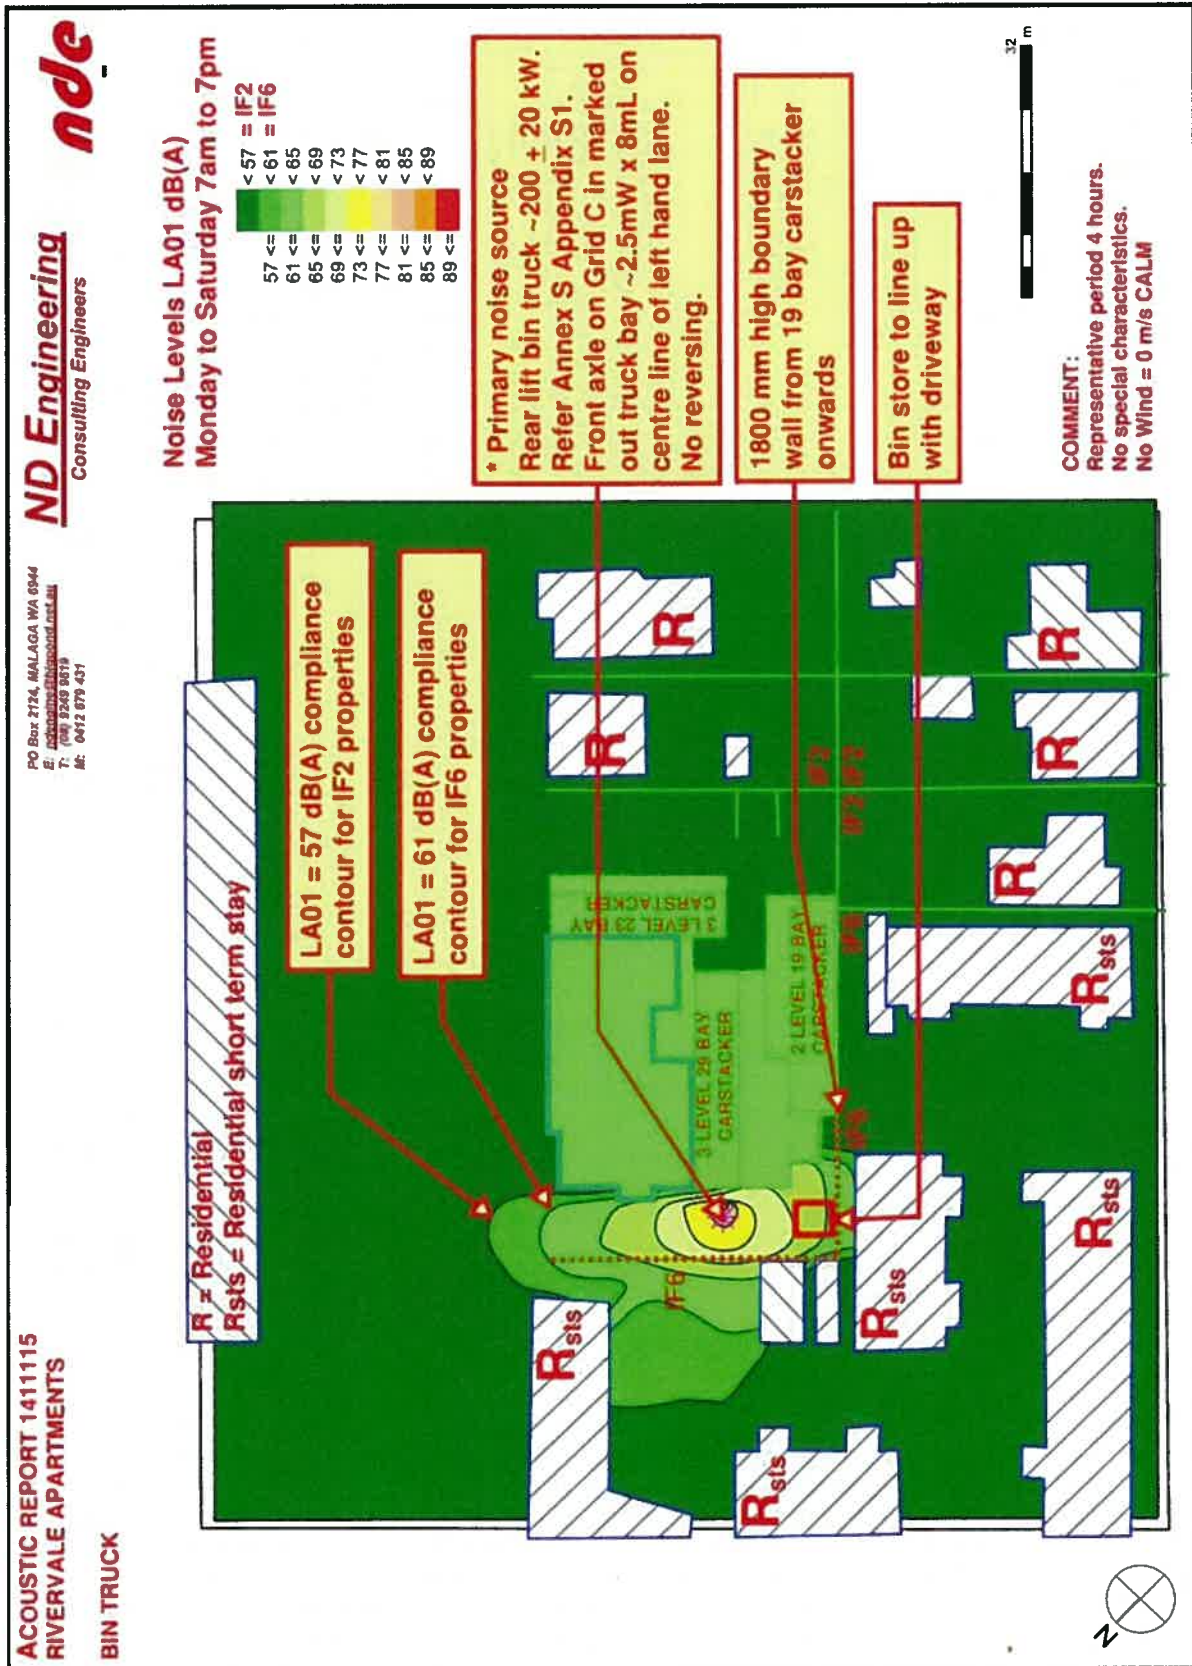 ACOUSTIC REPORT 1411115
RIVERVALE APARTMENTS
BIN TRUCK
PO Box 2124, MALAGA WA 6944
T: (08) 9249 9819
M: 0412 679 431
ND Engineering
Consulting Engineers
nde
Noise Levels LA01 dB(A)
Monday to Saturday 7am to 7pm
< 57 = IF2
57 <= < 61 = IF6
61 <= < 65
65 <= < 69
69 <= < 73
73 <= < 77
77 <= < 81
81 <= < 85
85 <= < 89
89 <=
R = Residential
Rsts = Residential short term stay
LA01 = 57 dB(A) compliance
contour for IF2 properties
LA01 = 61 dB(A) compliance
contour for IF6 properties
* Primary noise source
Rear lift bin truck ~200 ± 20 kW.
Refer Annex S Appendix S1.
Front axle on Grid C in marked
out truck bay ~2.5mW x 8mL on
centre line of left hand lane.
No reversing.
1800 mm high boundary
wall from 19 bay carstacker
onwards
Bin store to line up
with driveway
Rsts
R
R
3 LEVEL 23 BAY
CARSTACKER
IF6
3 LEVEL 29 BAY
CARSTACKER
2 LEVEL 19 BAY
CARSTACKER
IF2
IF2 IF2
IF6
IF6
Rsts
Rsts
Rsts
R
R
R
Rsts
COMMENT:
Representative period 4 hours.
No special characteristics.
No Wind = 0 m/s CALM
32 m
N